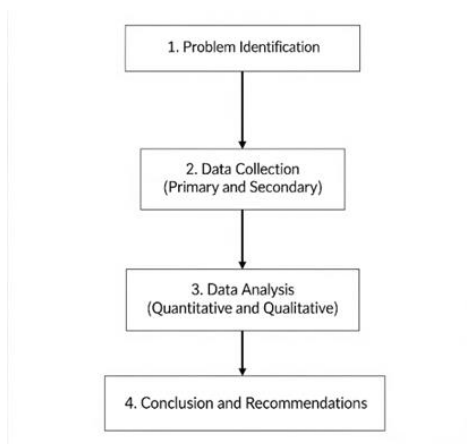 1. Problem Identification
2. Data Collection
(Primary and Secondary)
3. Data Analysis
(Quantitative and Qualitative)
4. Conclusion and Recommendations